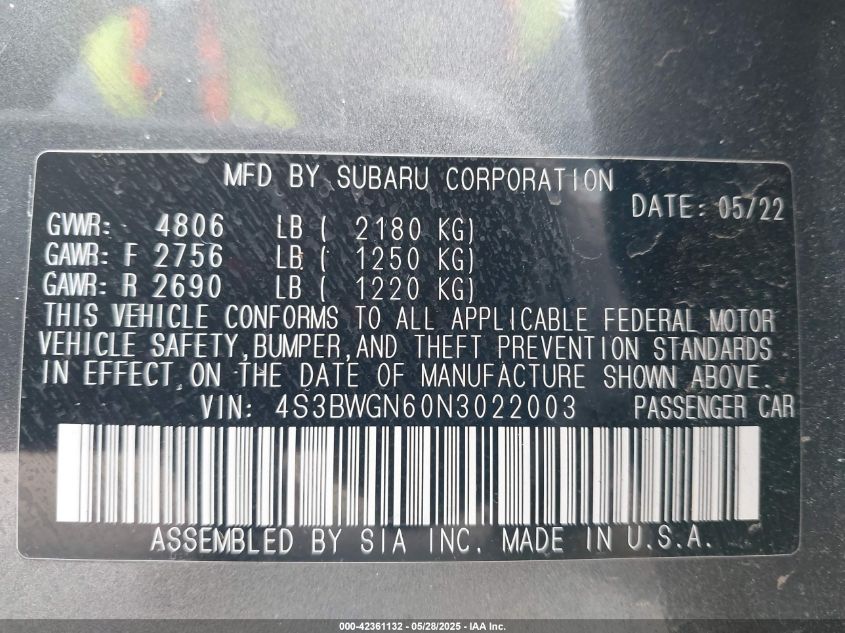 MFD BY SUBARU CORPORATION
DATE: 05/22
GVWR: 4806 LB ( 2180 KG)
GAWR: F 2756 LB ( 1250 KG)
GAWR: R 2690 LB ( 1220 KG)
THIS VEHICLE CONFORMS TO ALL APPLICABLE FEDERAL MOTOR
VEHICLE SAFETY,BUMPER,AND THEFT PREVENTION STANDARDS
IN EFFECT ON THE DATE OF MANUFACTURE SHOWN ABOVE.
VIN: 4S3BWGN60N3022003 PASSENGER CAR
ASSEMBLED BY SIA INC. MADE IN U.S.A.
000-42361132 - 05/28/2025 - IAA Inc.